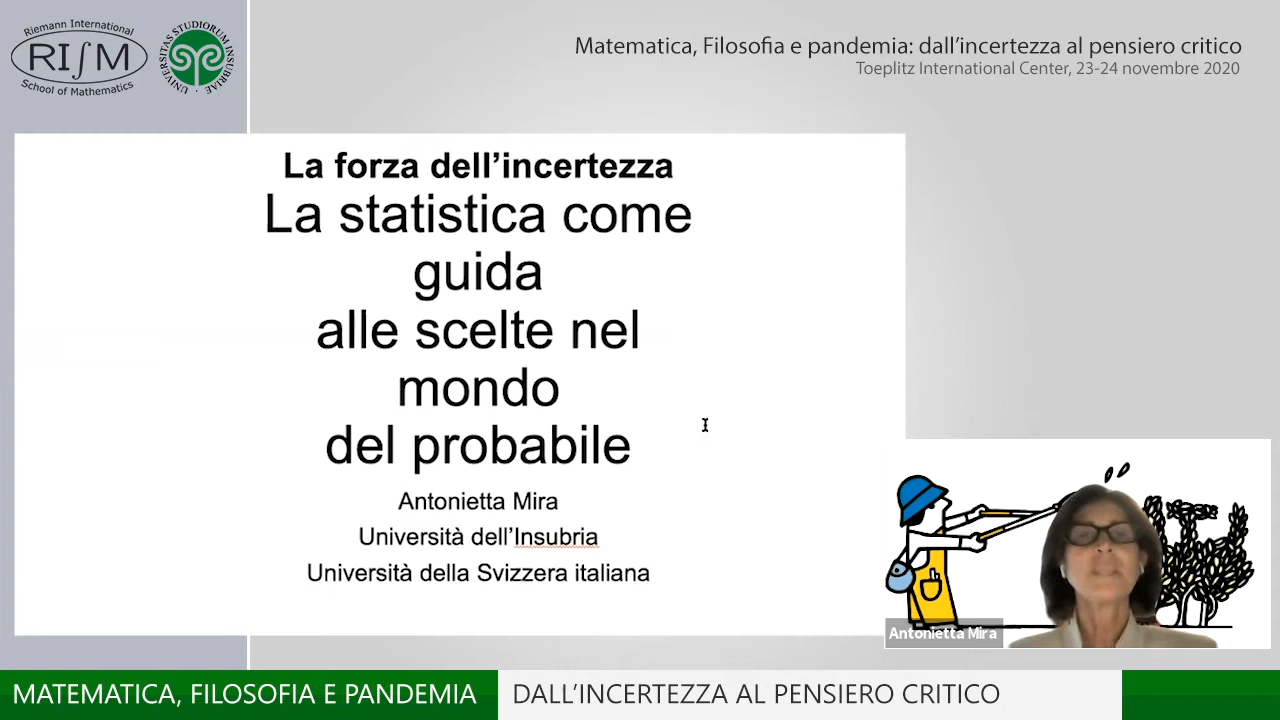 Riemann International
RI∫M
School of Mathematics
UNIVERSITAS STUDIORUM INSUBRIAE
Matematica, Filosofia e pandemia: dall'incertezza al pensiero critico
Toeplitz International Center, 23-24 novembre 2020
La forza dell'incertezza
La statistica come
guida
alle scelte nel
mondo
del probabile
Antonietta Mira
Università dell'Insubria
Università della Svizzera italiana
Antonietta Mira
MATEMATICA, FILOSOFIA E PANDEMIA
DALL'INCERTEZZA AL PENSIERO CRITICO